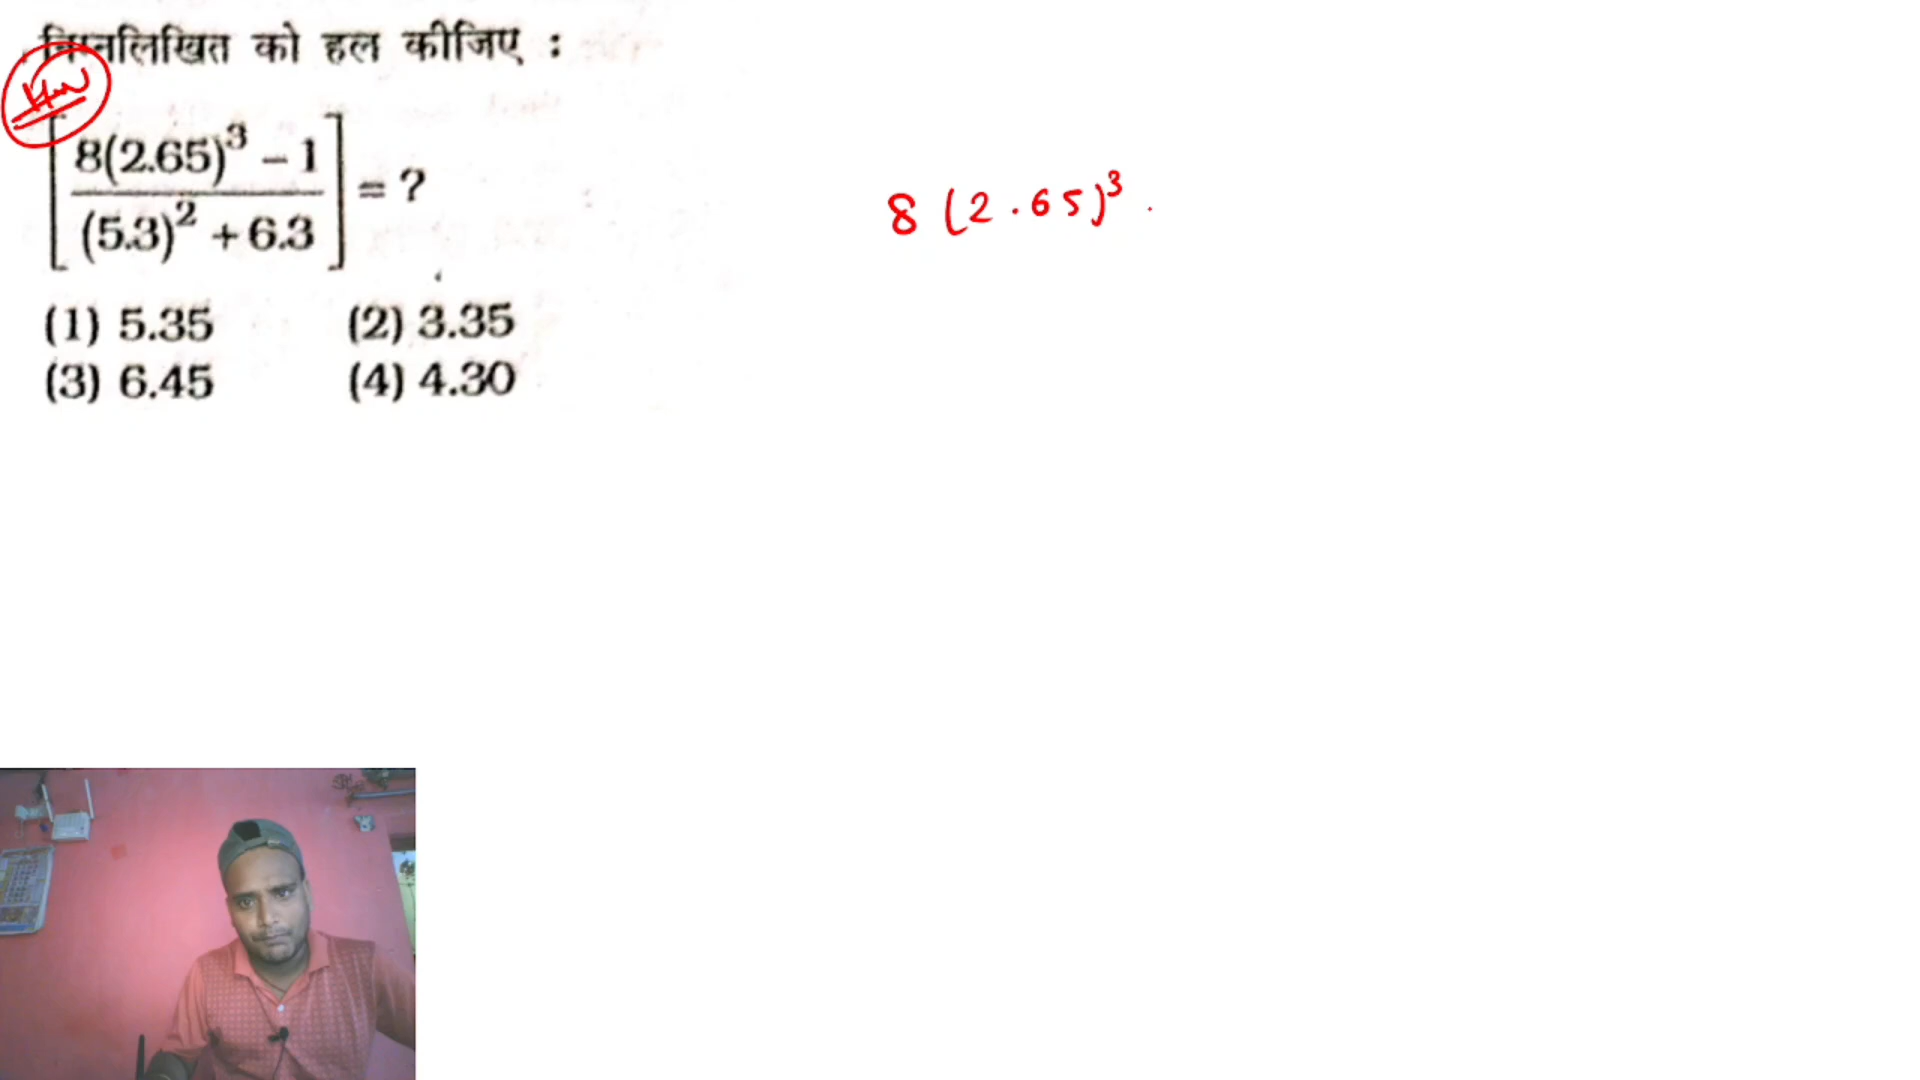 निम्नलिखित को हल कीजिए :
HW
[8(2.65)³ – 1 / (5.3)² + 6.3] = ?
(1) 5.35 (2) 3.35
(3) 6.45 (4) 4.30
8 (2.65)³ .